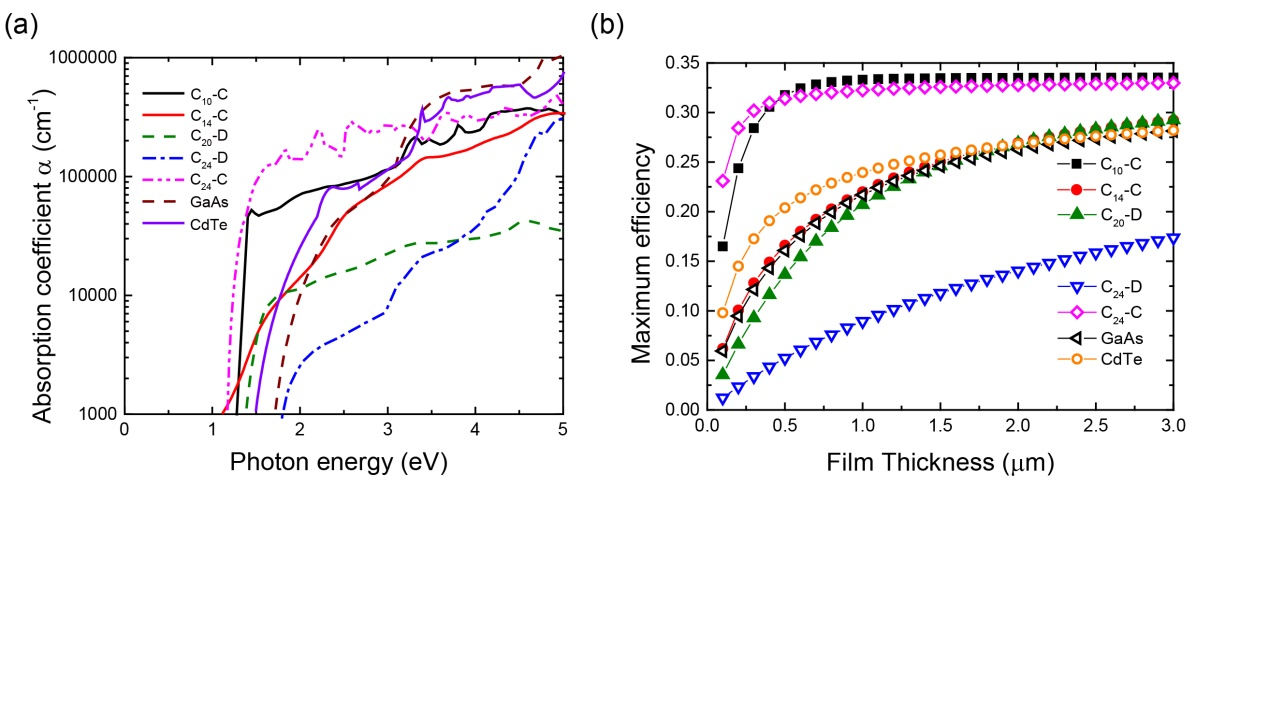 (a)
Absorption coefficient α (cm⁻¹)
1000000
100000
10000
1000
C₁₀-C
C₁₄-C
C₂₀-D
C₂₄-D
C₂₄-C
GaAs
CdTe
0 1 2 3 4 5
Photon energy (eV)
(b)
Maximum efficiency
0.35
0.30
0.25
0.20
0.15
0.10
0.05
0.00
C₁₀-C
C₁₄-C
C₂₀-D
C₂₄-D
C₂₄-C
GaAs
CdTe
0.0 0.5 1.0 1.5 2.0 2.5 3.0
Film Thickness (μm)